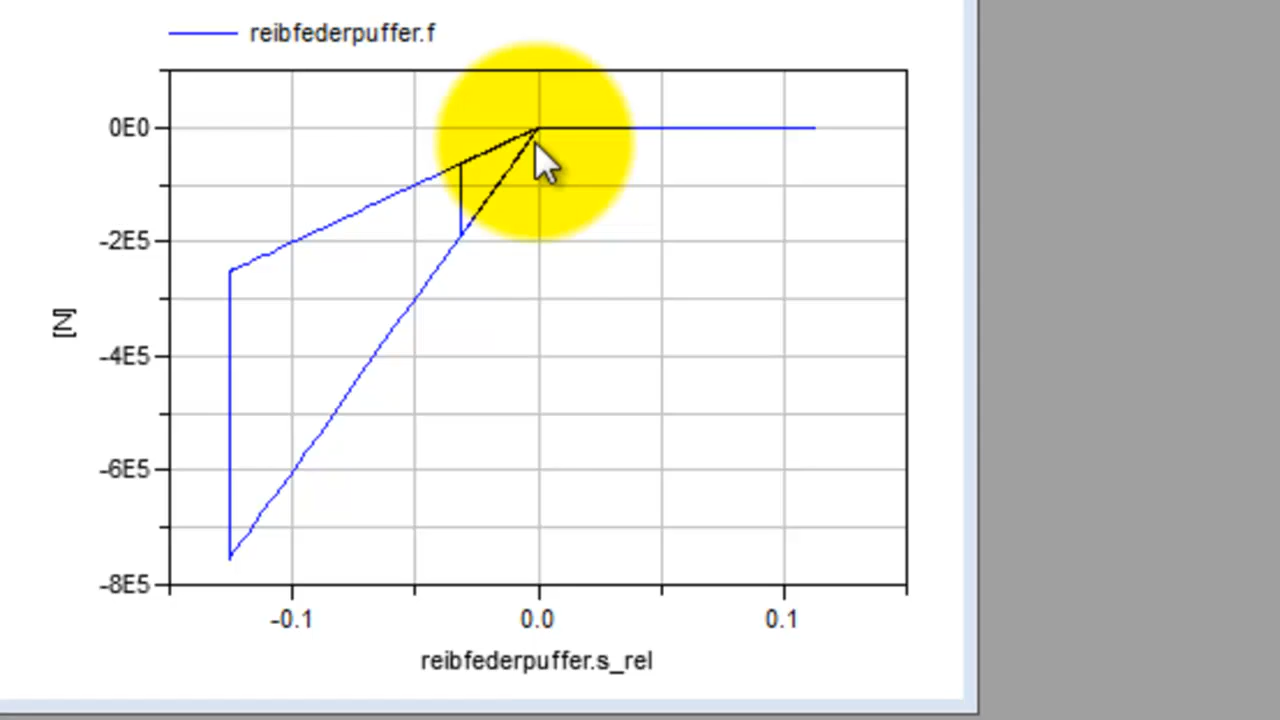 reibfederpuffer.f
0E0
-2E5
-4E5
-6E5
-8E5
[N]
-0.1 0.0 0.1
reibfederpuffer.s_rel